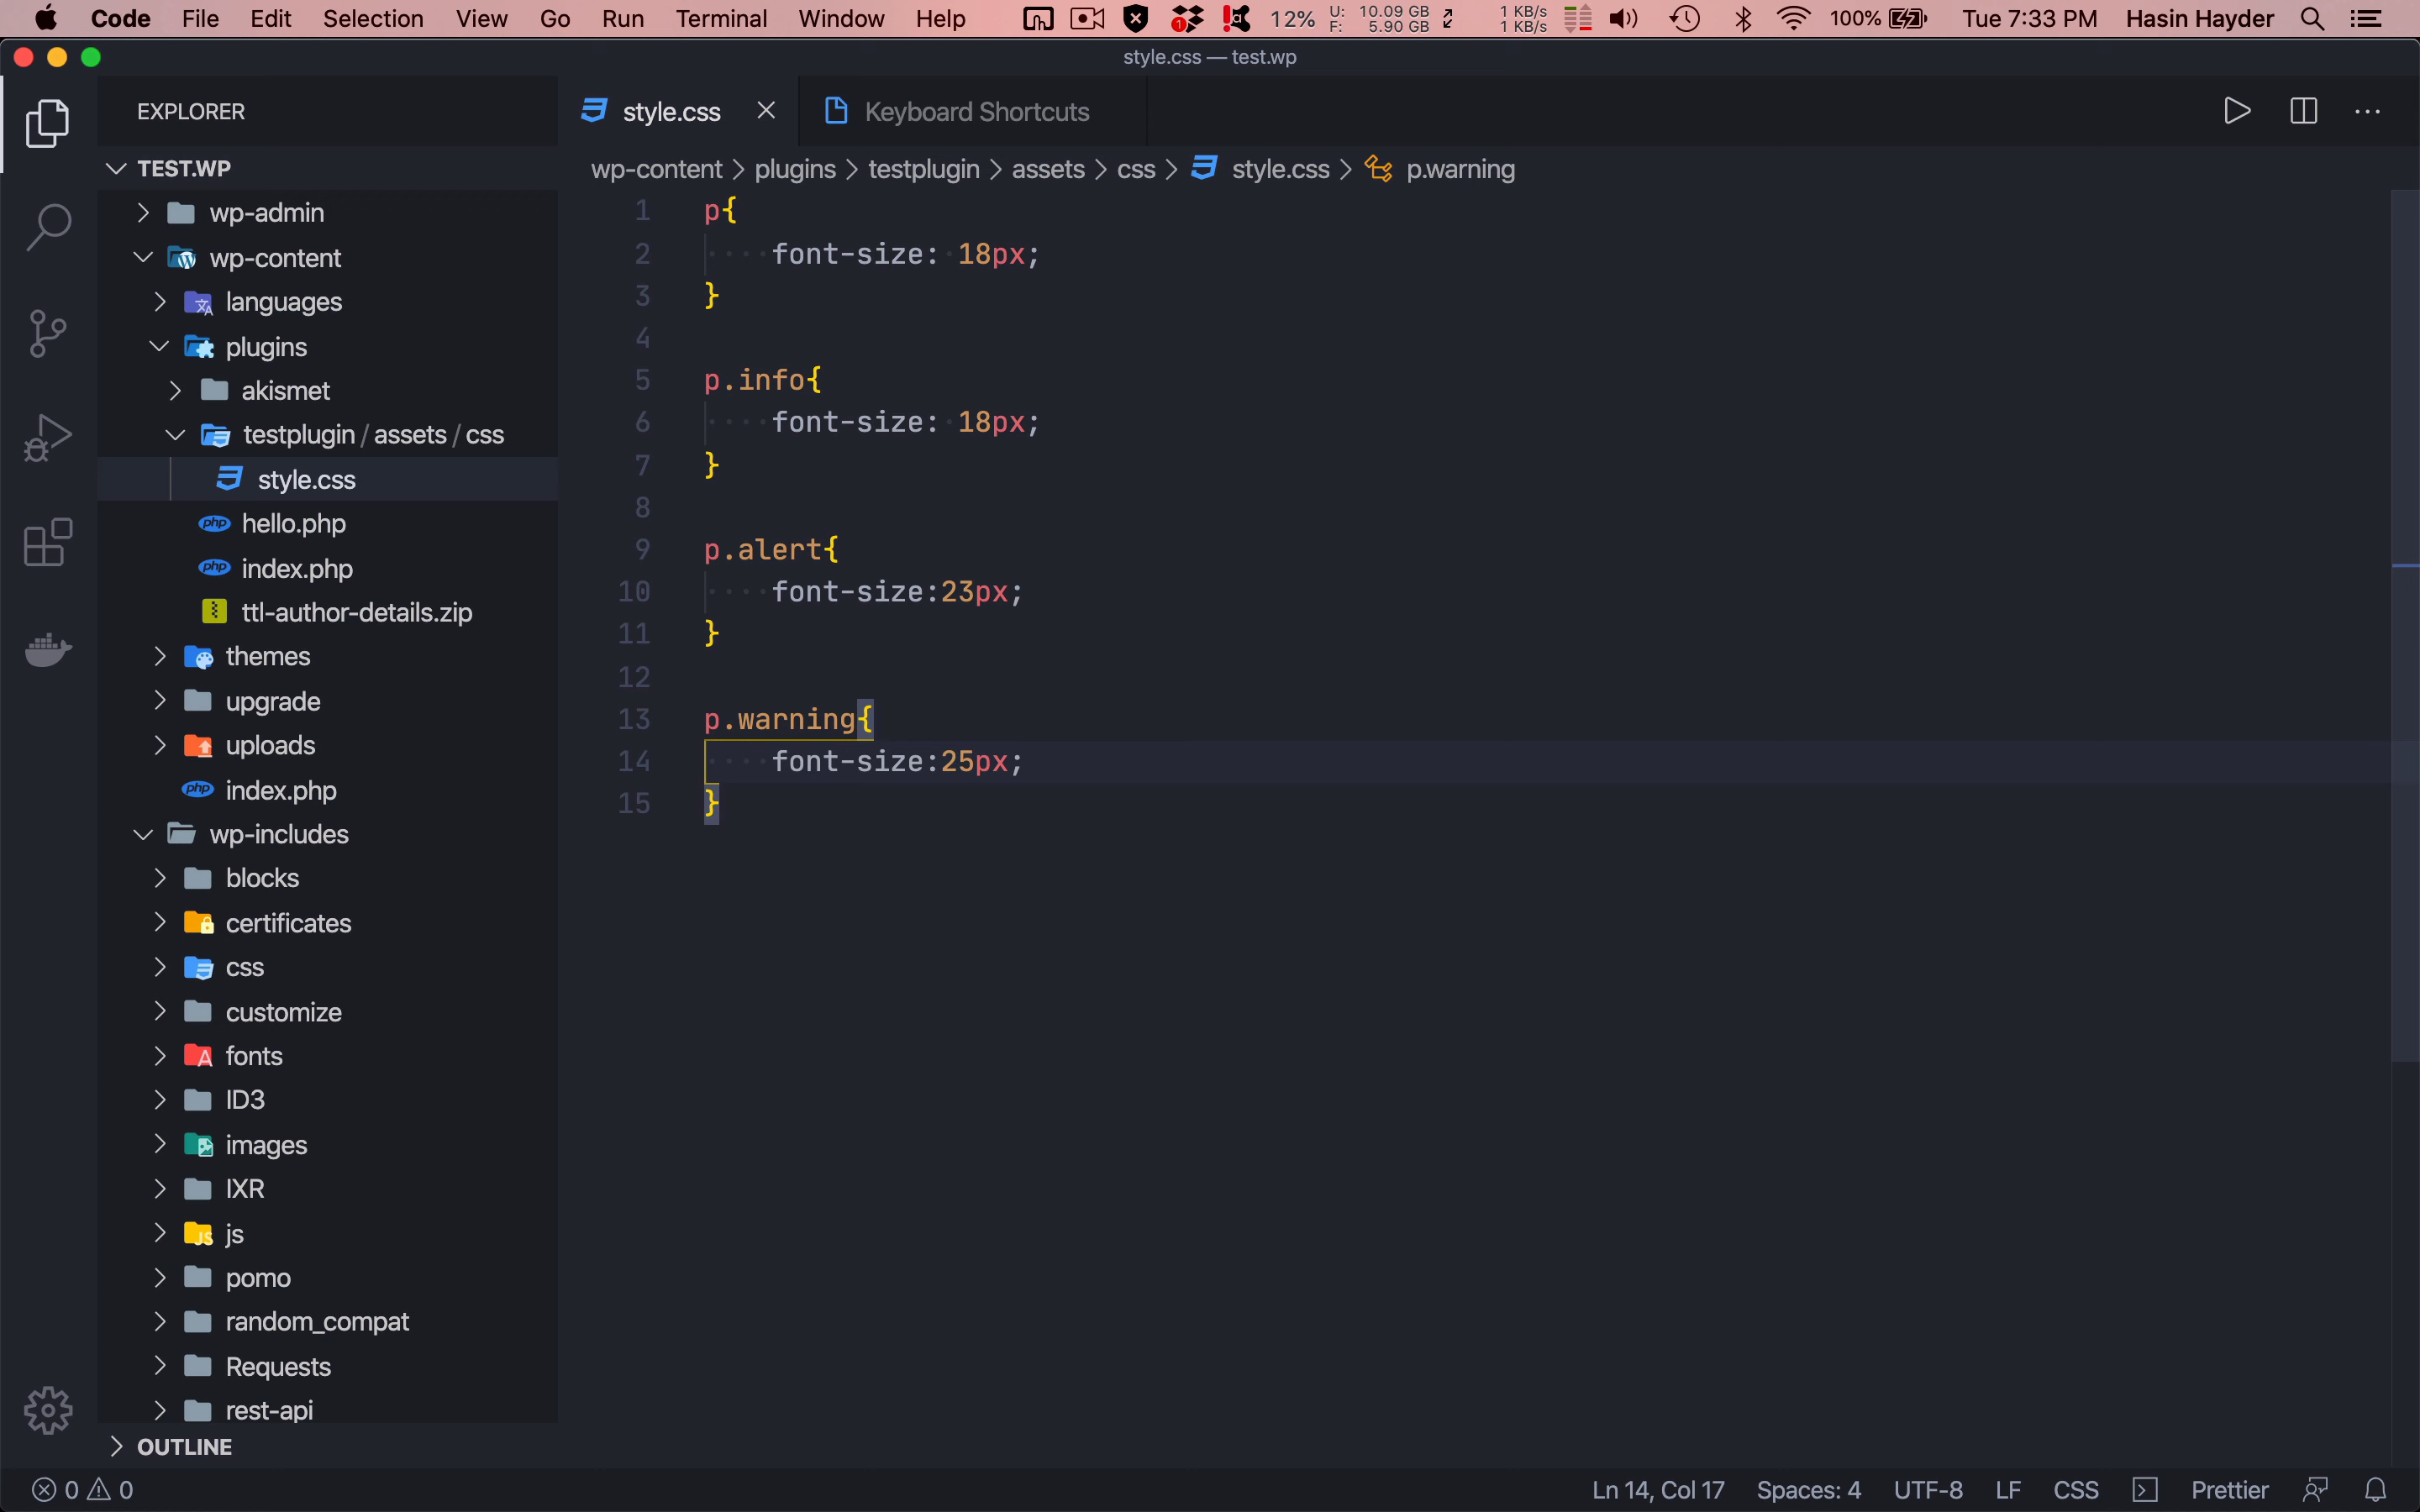 Code File Edit Selection View Go Run Terminal Window Help 12% U: 10.09 GB F: 5.90 GB 1 KB/s 1 KB/s 100% Tue 7:33 PM Hasin Hayder
style.css — test.wp
EXPLORER
TEST.WP
wp-admin
wp-content
languages
plugins
akismet
testplugin / assets / css
style.css
hello.php
index.php
ttl-author-details.zip
themes
upgrade
uploads
index.php
wp-includes
blocks
certificates
css
customize
fonts
ID3
images
IXR
js
pomo
random_compat
Requests
rest-api
OUTLINE
style.css Keyboard Shortcuts
wp-content > plugins > testplugin > assets > css > style.css > p.warning
1 p{
2 ····font-size:·18px;
3 }
4
5 p.info{
6 ····font-size:·18px;
7 }
8
9 p.alert{
10 ····font-size:23px;
11 }
12
13 p.warning{
14 ····font-size:25px;
15 }
0 0 Ln 14, Col 17 Spaces: 4 UTF-8 LF CSS Prettier